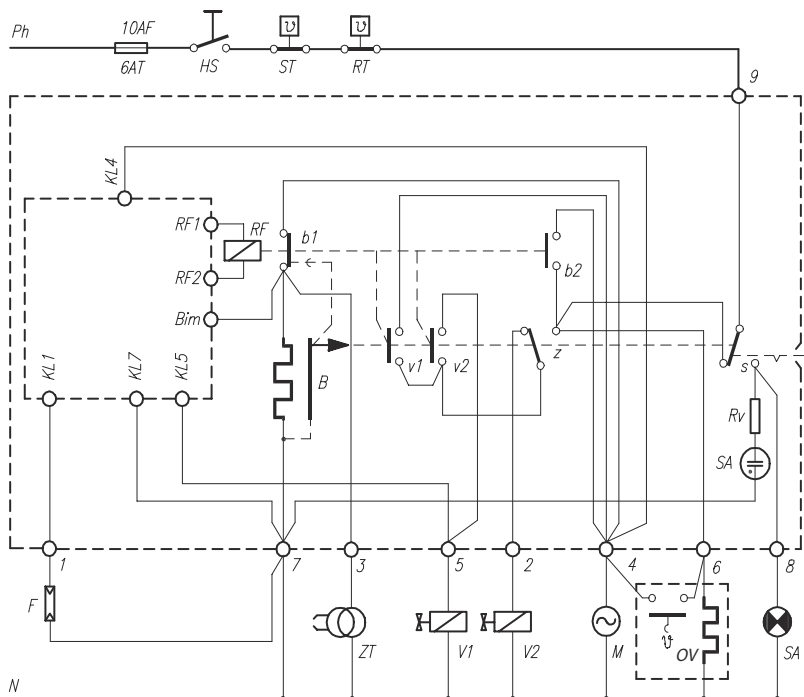 Ph
10AF
6AT
HS
ϑ
ST
ϑ
RT
9
KL4
RF1
RF
b1
RF2
b2
Bim
KL1
KL7
KL5
B
v1
v2
z
s
Rv
SA
1
7
3
5
2
4
6
8
F
ZT
V1
V2
M
ϑ
OV
SA
N